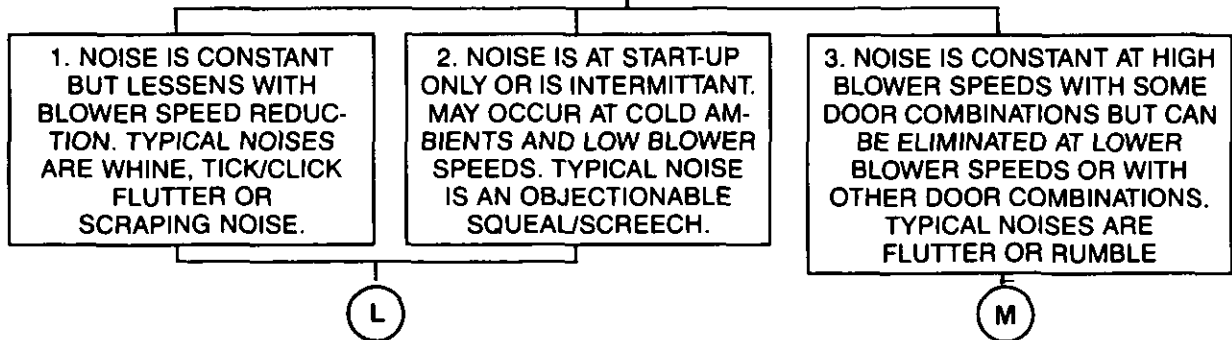 1. NOISE IS CONSTANT
BUT LESSENS WITH
BLOWER SPEED REDUC-
TION. TYPICAL NOISES
ARE WHINE, TICK/CLICK
FLUTTER OR
SCRAPING NOISE.
2. NOISE IS AT START-UP
ONLY OR IS INTERMITTANT.
MAY OCCUR AT COLD AM-
BIENTS AND LOW BLOWER
SPEEDS. TYPICAL NOISE
IS AN OBJECTIONABLE
SQUEAL/SCREECH.
3. NOISE IS CONSTANT AT HIGH
BLOWER SPEEDS WITH SOME
DOOR COMBINATIONS BUT CAN
BE ELIMINATED AT LOWER
BLOWER SPEEDS OR WITH
OTHER DOOR COMBINATIONS.
TYPICAL NOISES ARE
FLUTTER OR RUMBLE
L
M